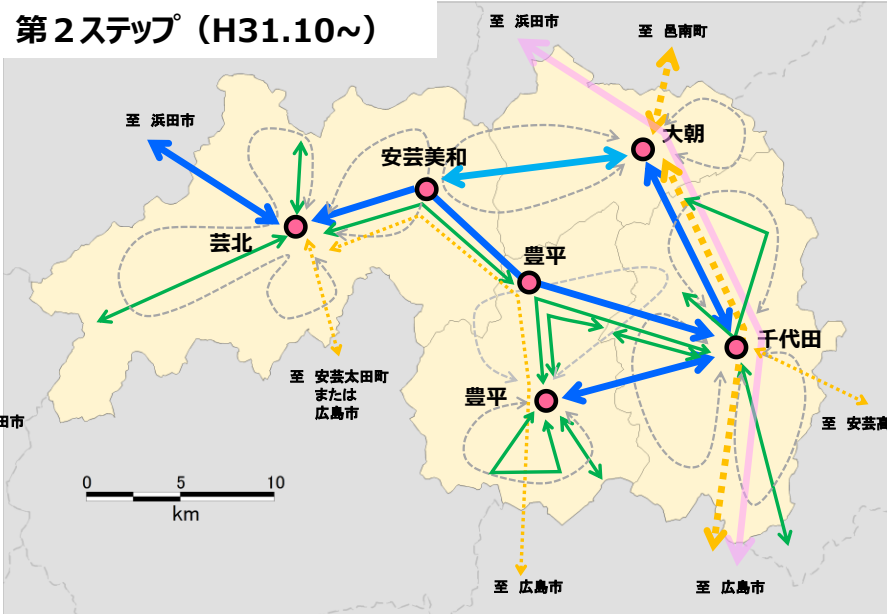 第２ステップ（H31.10~）
至 浜田市
至 邑南町
至 浜田市
大朝
安芸美和
芸北
豊平
千代田
至 安芸太田町
または
広島市
豊平
田市
至 安芸高
0 5 10
km
至 広島市
至 広島市